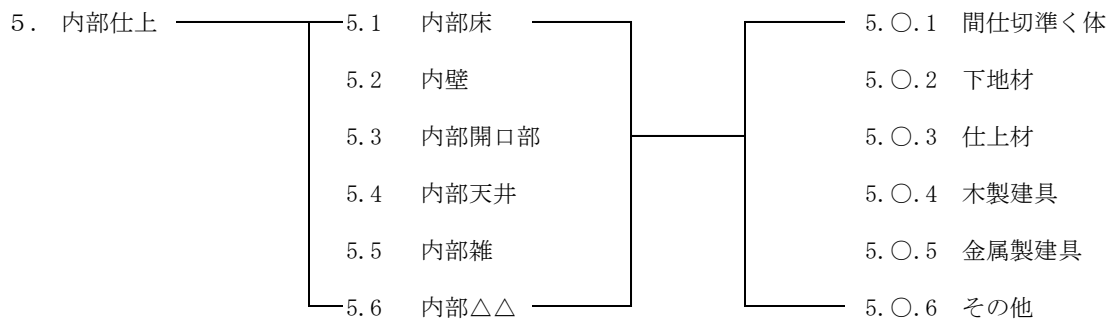 5. 内部仕上
5.1 内部床
5.2 内壁
5.3 内部開口部
5.4 内部天井
5.5 内部雑
5.6 内部△△
5.○.1 間仕切準く体
5.○.2 下地材
5.○.3 仕上材
5.○.4 木製建具
5.○.5 金属製建具
5.○.6 その他